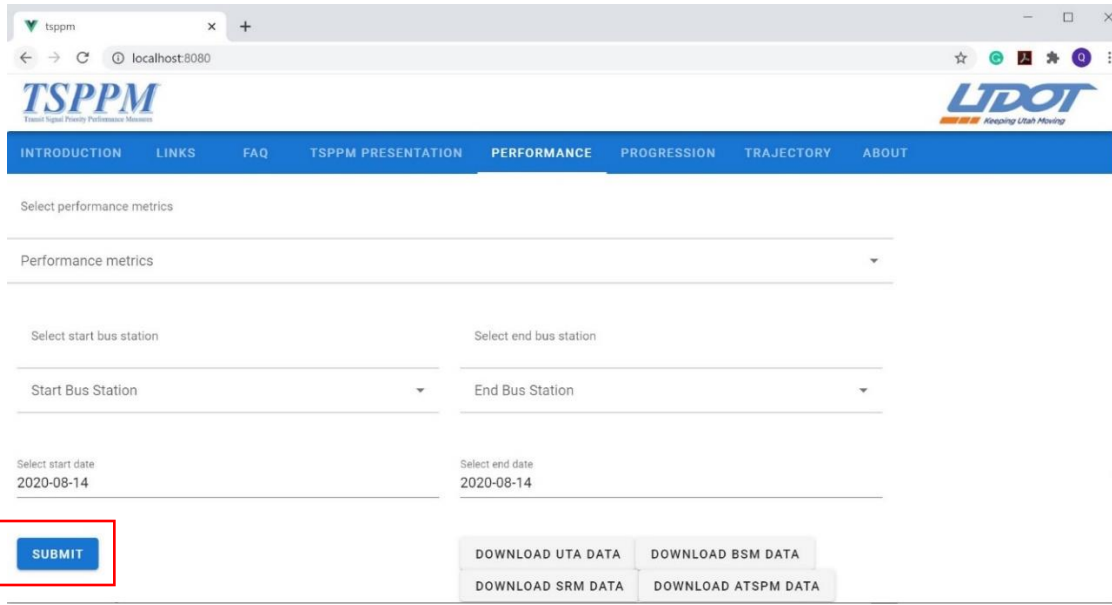 tsppm
localhost:8080
Q
TSPPM
Transit Signal Priority Performance Measures
UDOT
Keeping Utah Moving
INTRODUCTION LINKS FAQ TSPPM PRESENTATION PERFORMANCE PROGRESSION TRAJECTORY ABOUT
Select performance metrics
Performance metrics
Select start bus station Select end bus station
Start Bus Station End Bus Station
Select start date Select end date
2020-08-14 2020-08-14
SUBMIT DOWNLOAD UTA DATA DOWNLOAD BSM DATA
DOWNLOAD SRM DATA DOWNLOAD ATSPM DATA